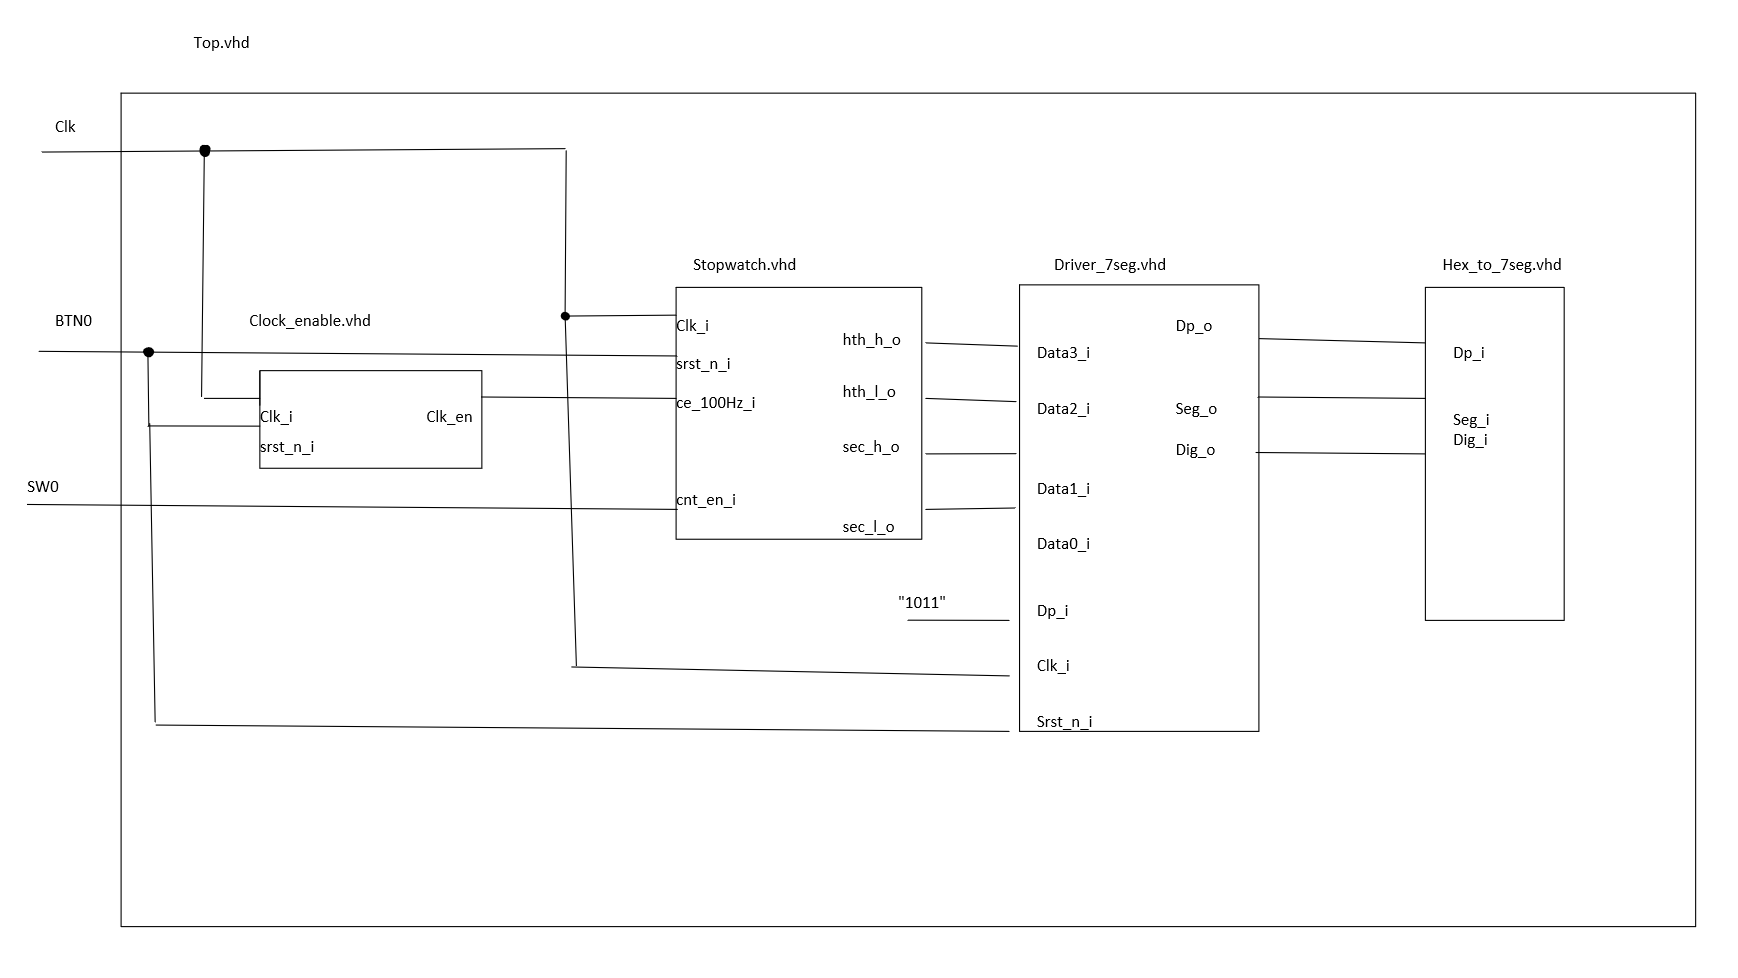 Top.vhd
Clk
BTN0
SW0
Clock_enable.vhd
Clk_i
srst_n_i
Clk_en
Stopwatch.vhd
Clk_i
srst_n_i
ce_100Hz_i
cnt_en_i
hth_h_o
hth_l_o
sec_h_o
sec_l_o
"1011"
Driver_7seg.vhd
Data3_i
Data2_i
Data1_i
Data0_i
Dp_i
Clk_i
Srst_n_i
Dp_o
Seg_o
Dig_o
Hex_to_7seg.vhd
Dp_i
Seg_i
Dig_i